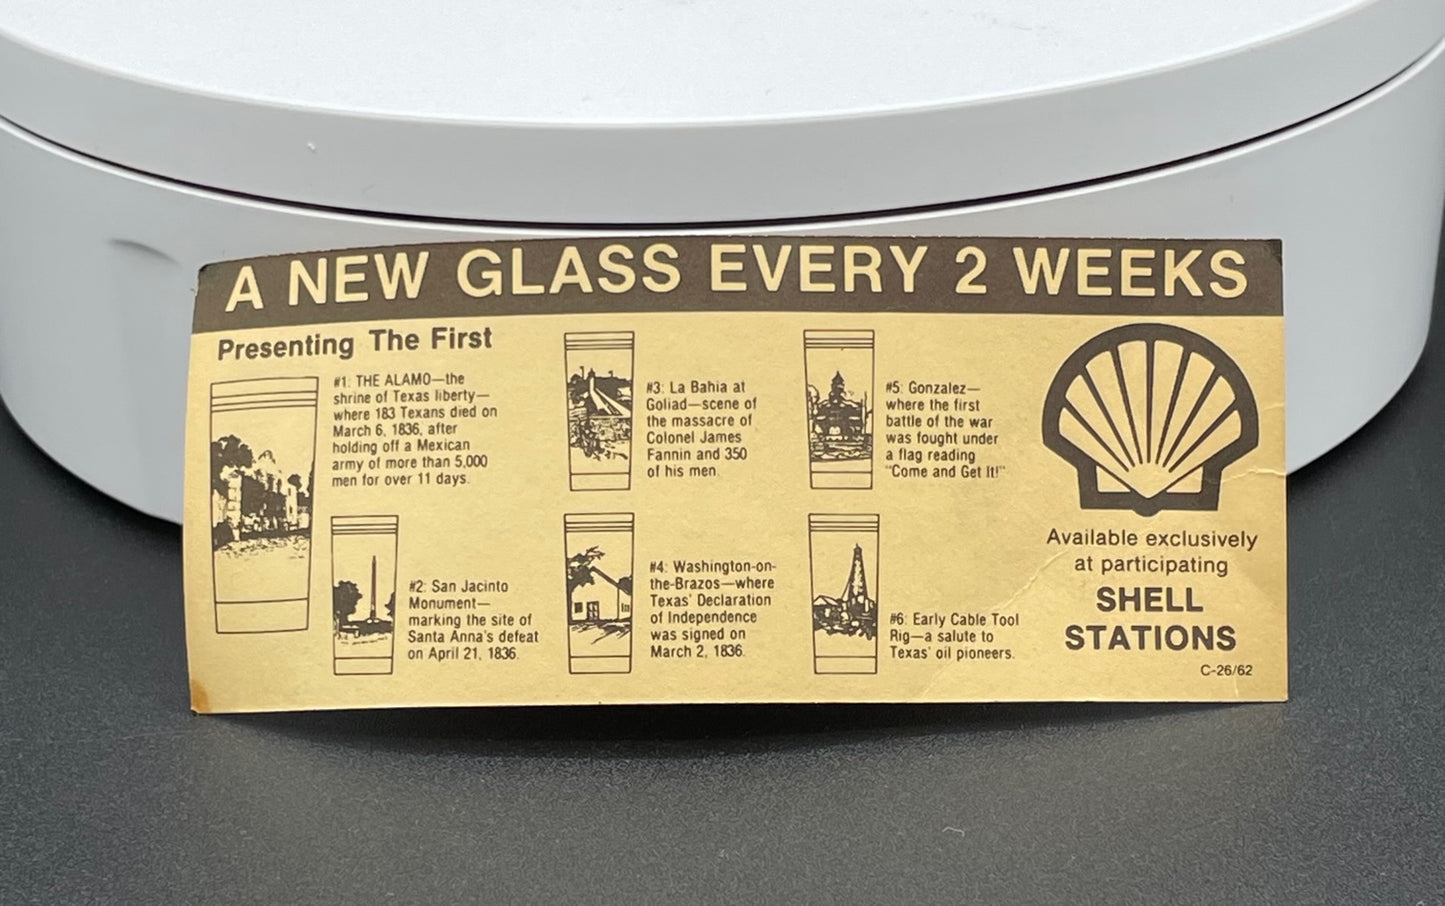 A NEW GLASS EVERY 2 WEEKS
Presenting The First
#1: THE ALAMO—the
shrine of Texas liberty—
where 183 Texans died on
March 6, 1836, after
holding off a Mexican
army of more than 5,000
men for over 11 days.
#2: San Jacinto
Monument—
marking the site of
Santa Anna's defeat
on April 21, 1836.
#3: La Bahia at
Goliad—scene of
the massacre of
Colonel James
Fannin and 350
of his men.
#4: Washington-on-
the-Brazos—where
Texas' Declaration
of Independence
was signed on
March 2, 1836.
#5: Gonzalez—
where the first
battle of the war
was fought under
a flag reading
"Come and Get It!"
#6: Early Cable Tool
Rig—a salute to
Texas' oil pioneers.
Available exclusively
at participating
SHELL
STATIONS
C-26/62